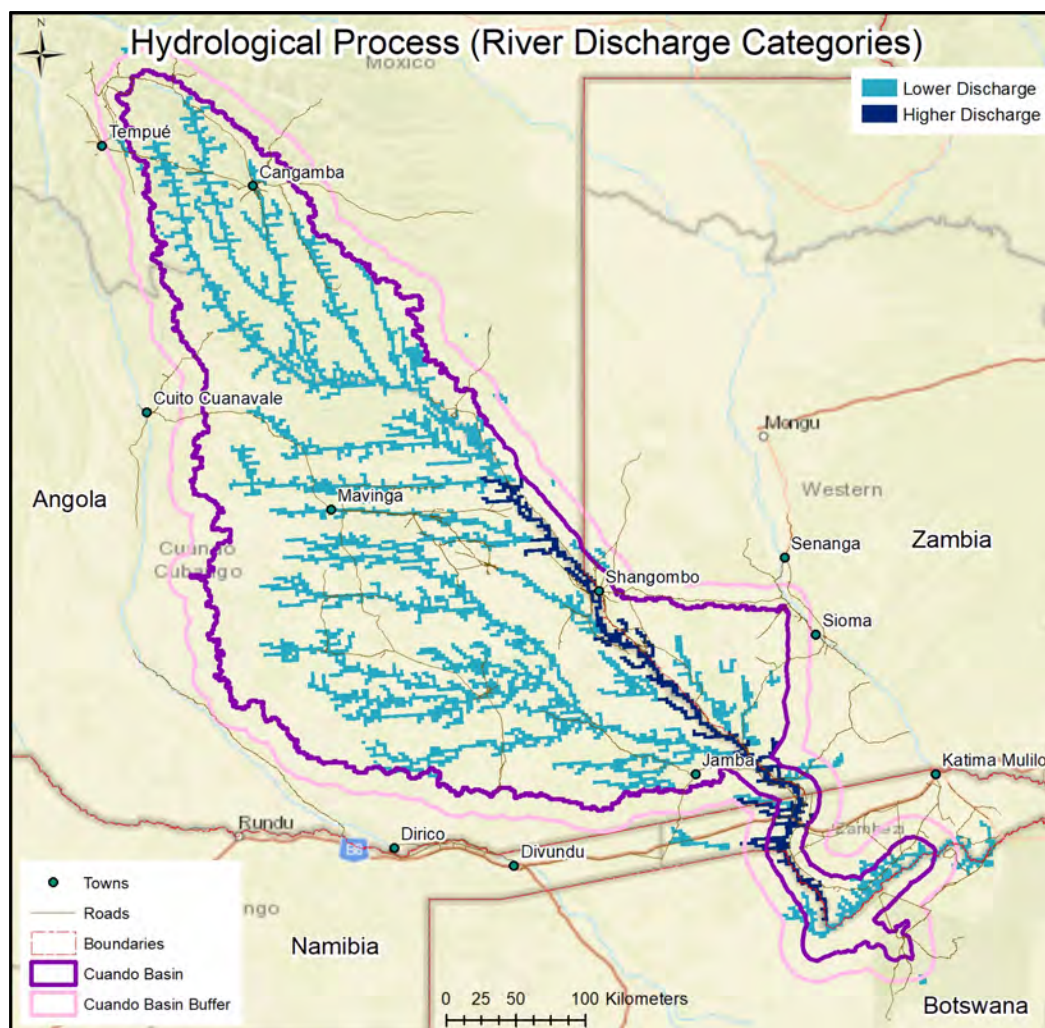 N
Hydrological Process (River Discharge Categories)
Moxico
Lower Discharge
Higher Discharge
Tempué
Cangamba
Cuito Cuanavale
Mongu
Angola
Mavinga
Western
Cuando
Cubango
Senanga
Zambia
Shangombo
Sioma
Jamba
Katima Mulilo
Rundu
Dirico
B8
Zambezi
Divundu
Towns
Roads
ngo
Boundaries
Namibia
Cuando Basin
Cuando Basin Buffer
0 25 50 100 Kilometers
Botswana